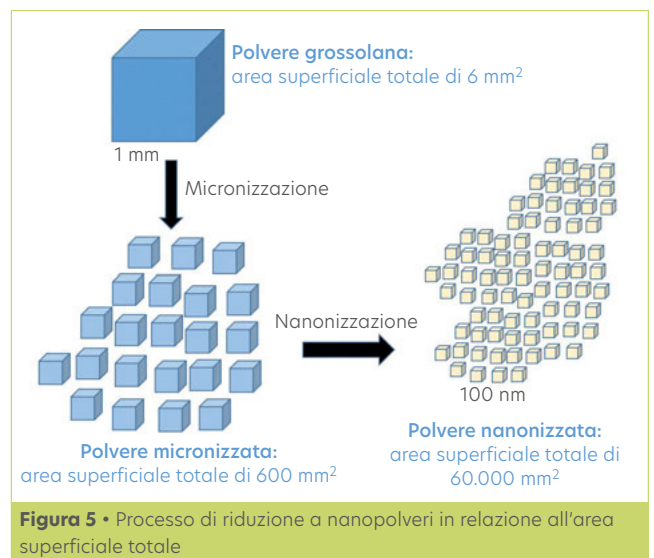 Polvere grossolana:
area superficiale totale di 6 mm²
1 mm
Micronizzazione
Nanonizzazione
100 nm
Polvere micronizzata:
area superficiale totale di 600 mm²
Polvere nanonizzata:
area superficiale totale di
60.000 mm²
Figura 5 • Processo di riduzione a nanopolveri in relazione all'area
superficiale totale